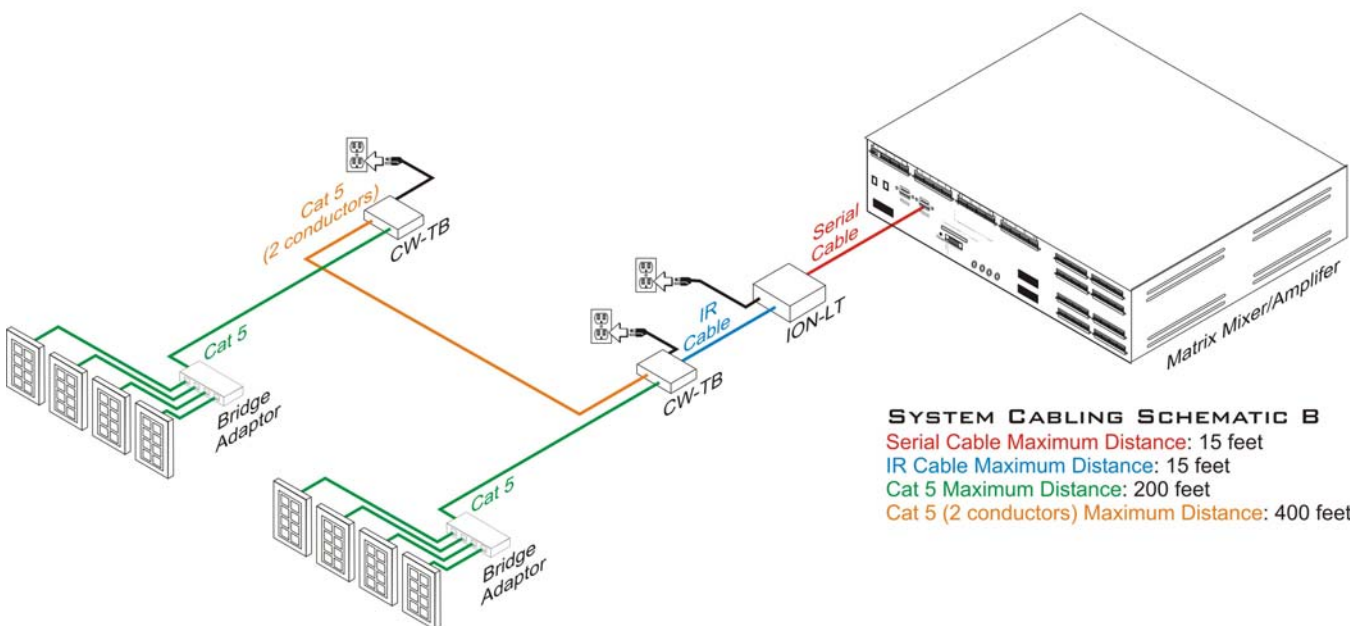 Cat 5
(2 conductors)
CW-TB
Serial
Cable
IR
Cable
ION-LT
Matrix Mixer/Amplifer
Cat 5
Bridge
Adaptor
CW-TB
Cat 5
Bridge
Adaptor
SYSTEM CABLING SCHEMATIC B
Serial Cable Maximum Distance: 15 feet
IR Cable Maximum Distance: 15 feet
Cat 5 Maximum Distance: 200 feet
Cat 5 (2 conductors) Maximum Distance: 400 feet